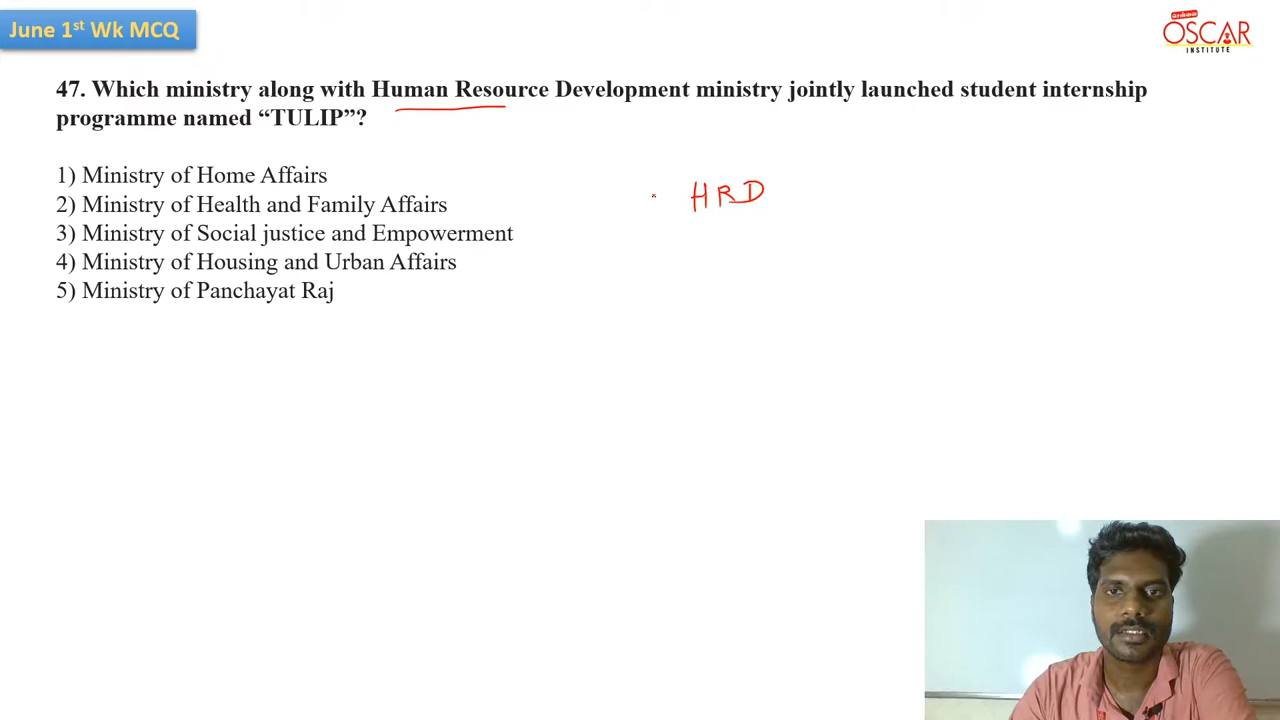 June 1st Wk MCQ
சென்னை
OSCAR
INSTITUTE
47. Which ministry along with Human Resource Development ministry jointly launched student internship
programme named “TULIP”?
1) Ministry of Home Affairs
2) Ministry of Health and Family Affairs
3) Ministry of Social justice and Empowerment
4) Ministry of Housing and Urban Affairs
5) Ministry of Panchayat Raj
HRD